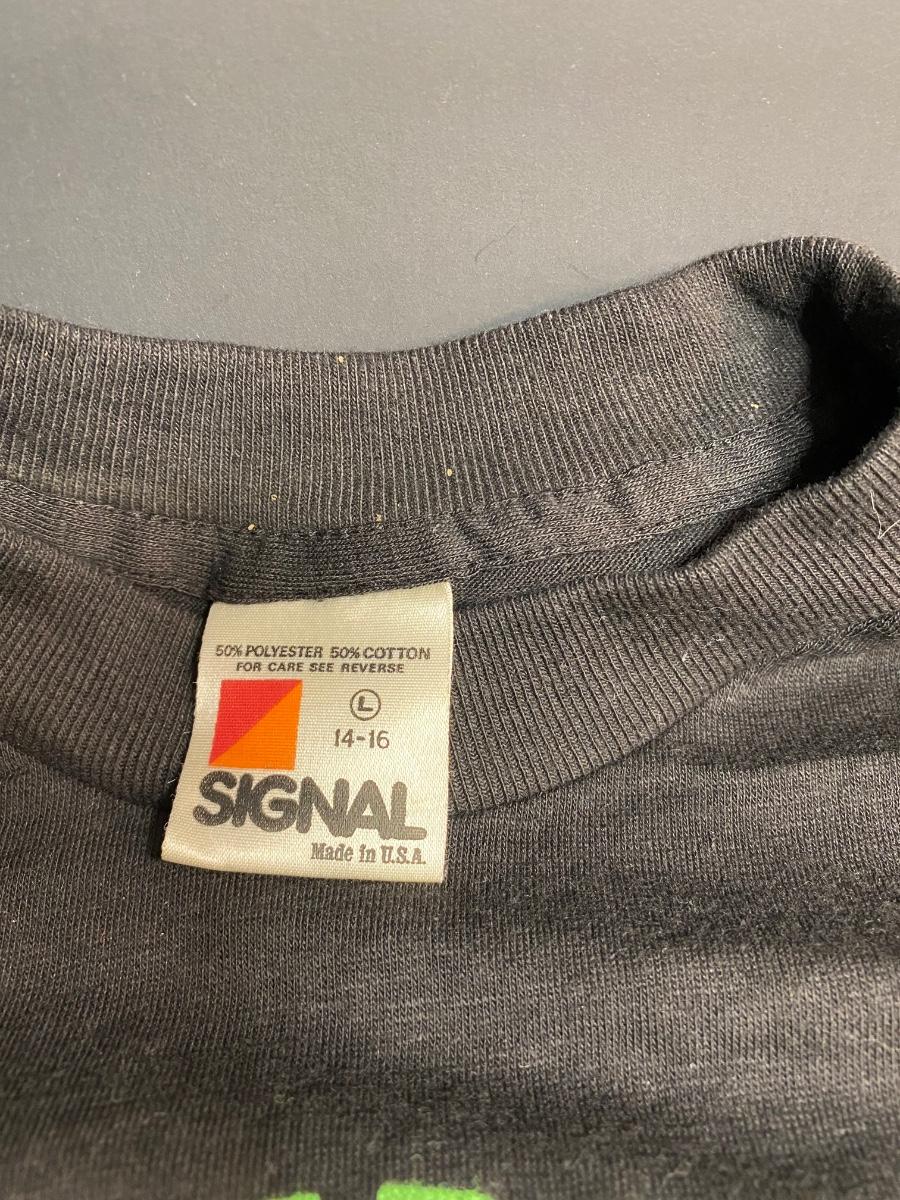 50% POLYESTER 50% COTTON
FOR CARE SEE REVERSE
L
14-16
SIGNAL
Made in U.S.A.